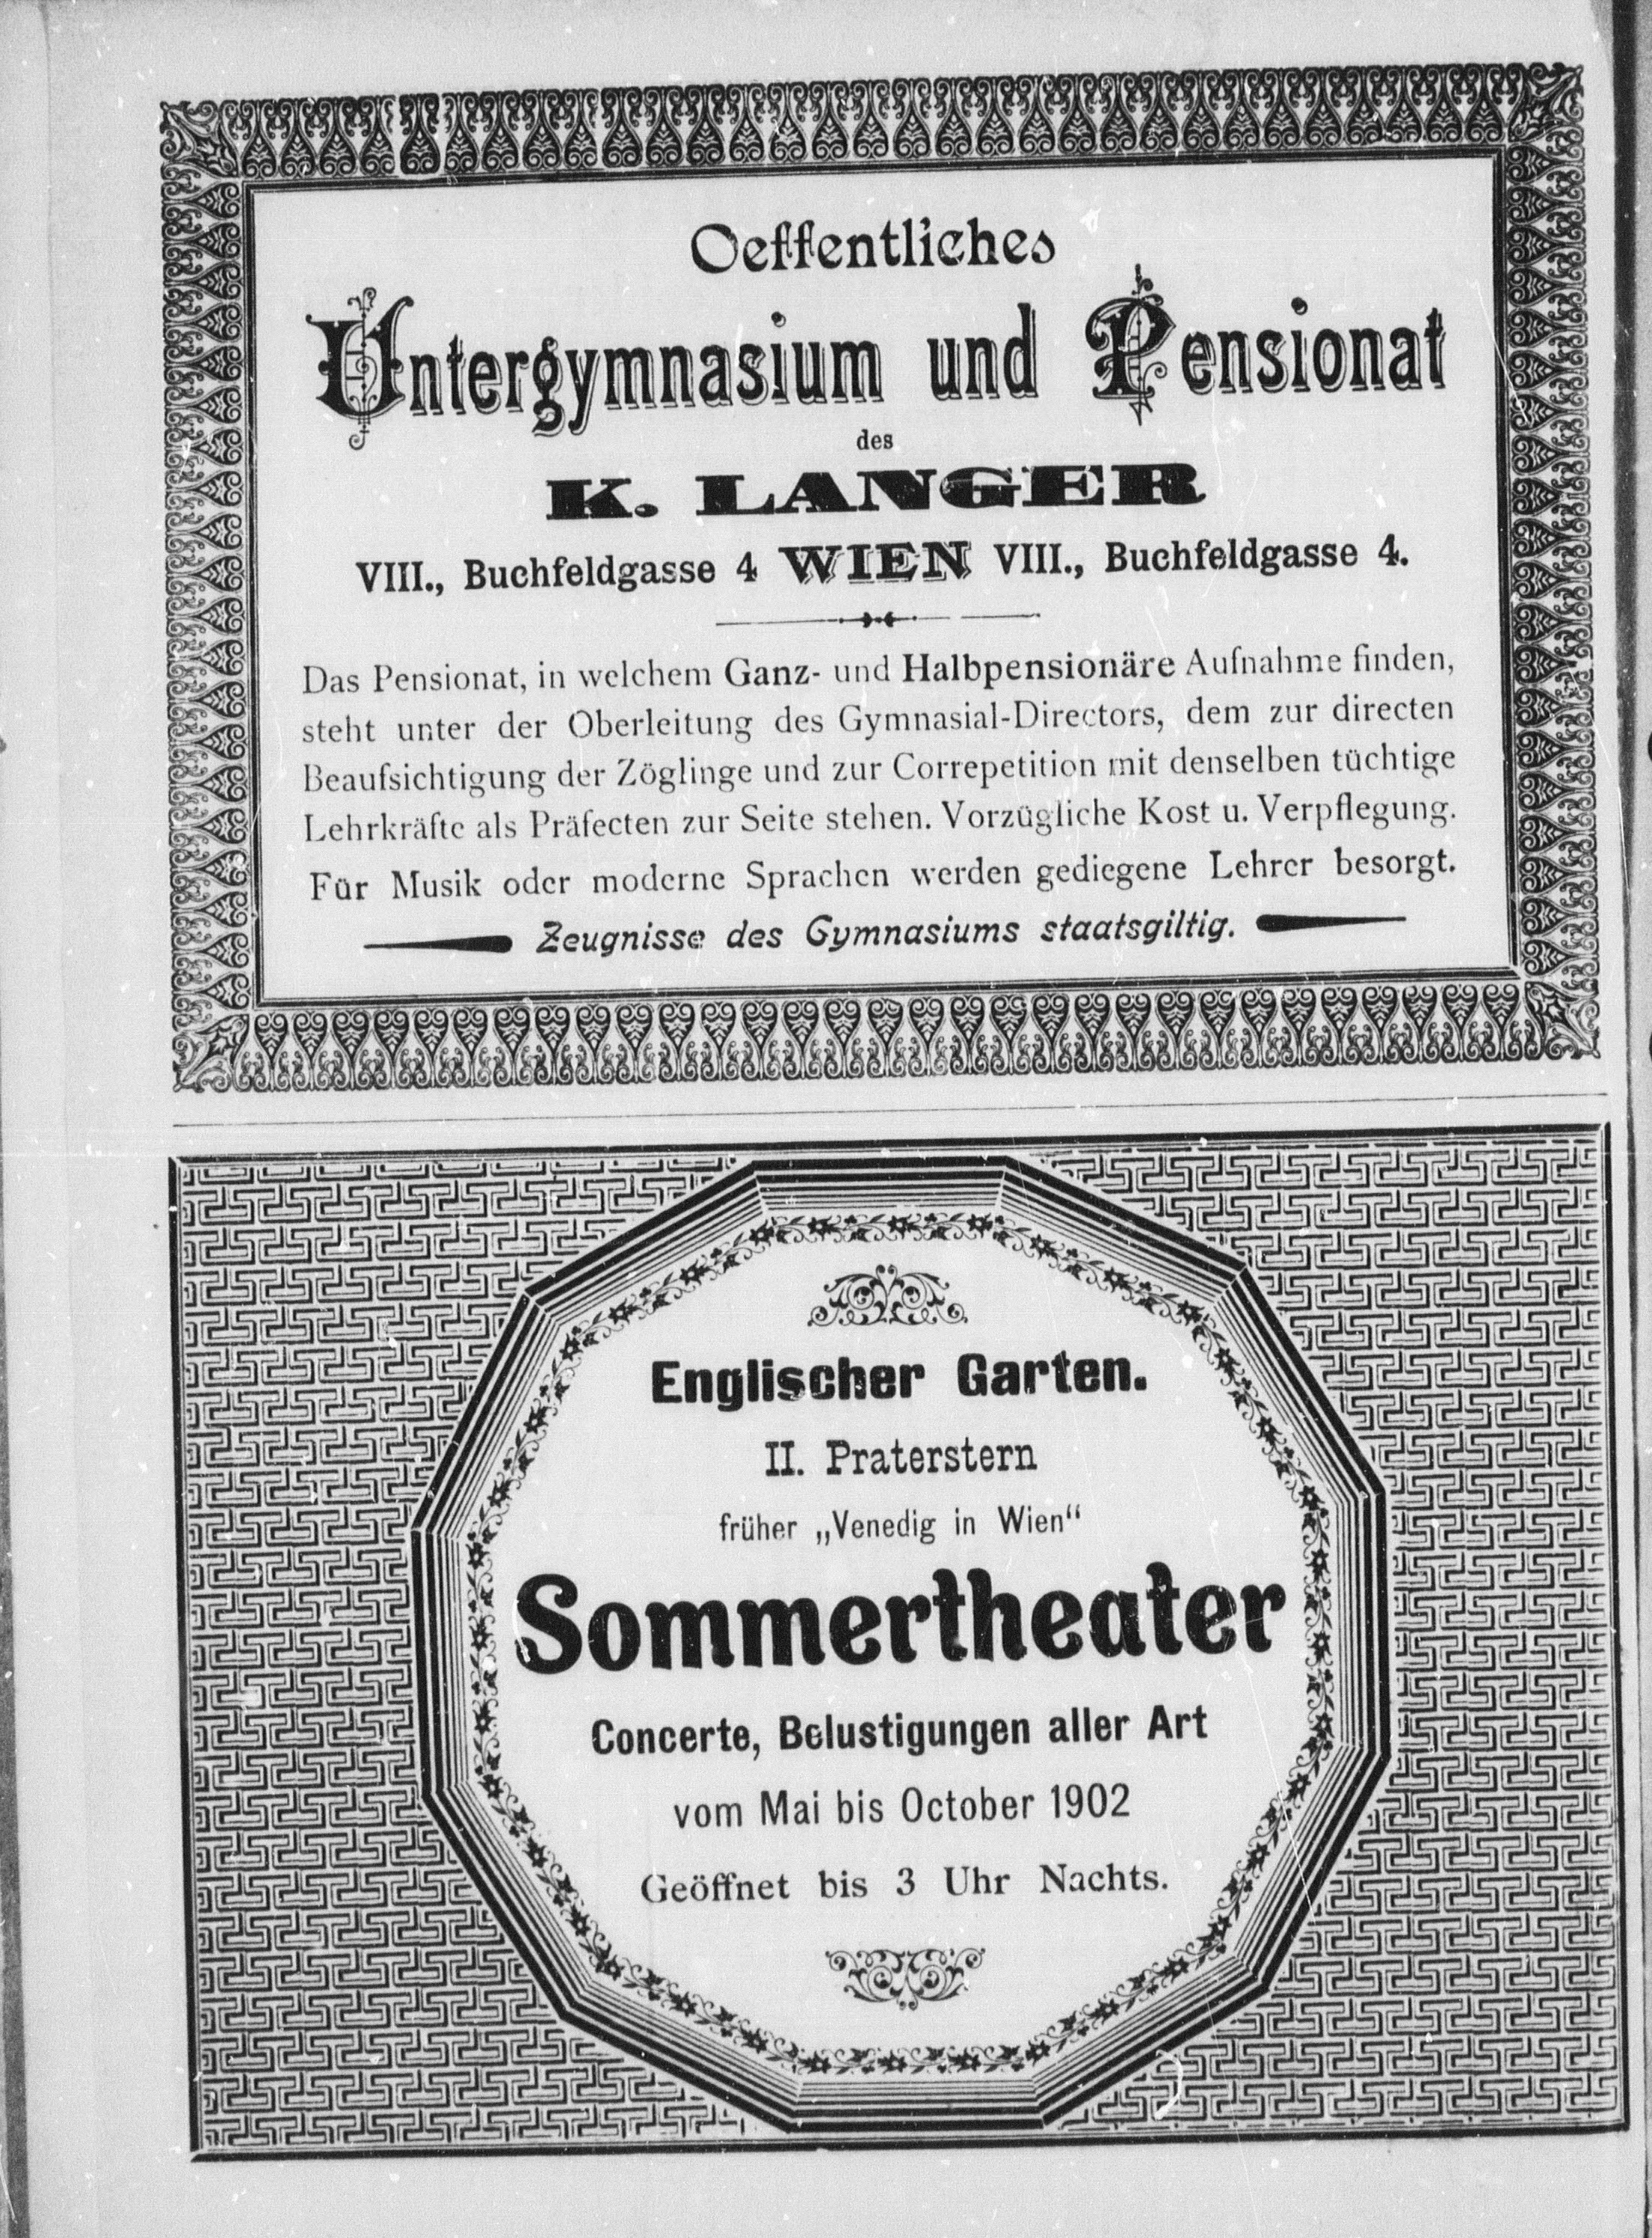 Oeffentliches
Untergymnasium und Pensionat
des
K. LANGER
VIII., Buchfeldgasse 4 WIEN VIII., Buchfeldgasse 4.
Das Pensionat, in welchem Ganz- und Halbpensionäre Aufnahme finden,
steht unter der Oberleitung des Gymnasial-Directors, dem zur directen
Beaufsichtigung der Zöglinge und zur Correpetition mit denselben tüchtige
Lehrkräfte als Präfecten zur Seite stehen. Vorzügliche Kost u. Verpflegung.
Für Musik oder moderne Sprachen werden gediegene Lehrer besorgt.
Zeugnisse des Gymnasiums staatsgiltig.
Englischer Garten.
II. Praterstern
früher „Venedig in Wien“
Sommertheater
Concerte, Belustigungen aller Art
vom Mai bis October 1902
Geöffnet bis 3 Uhr Nachts.